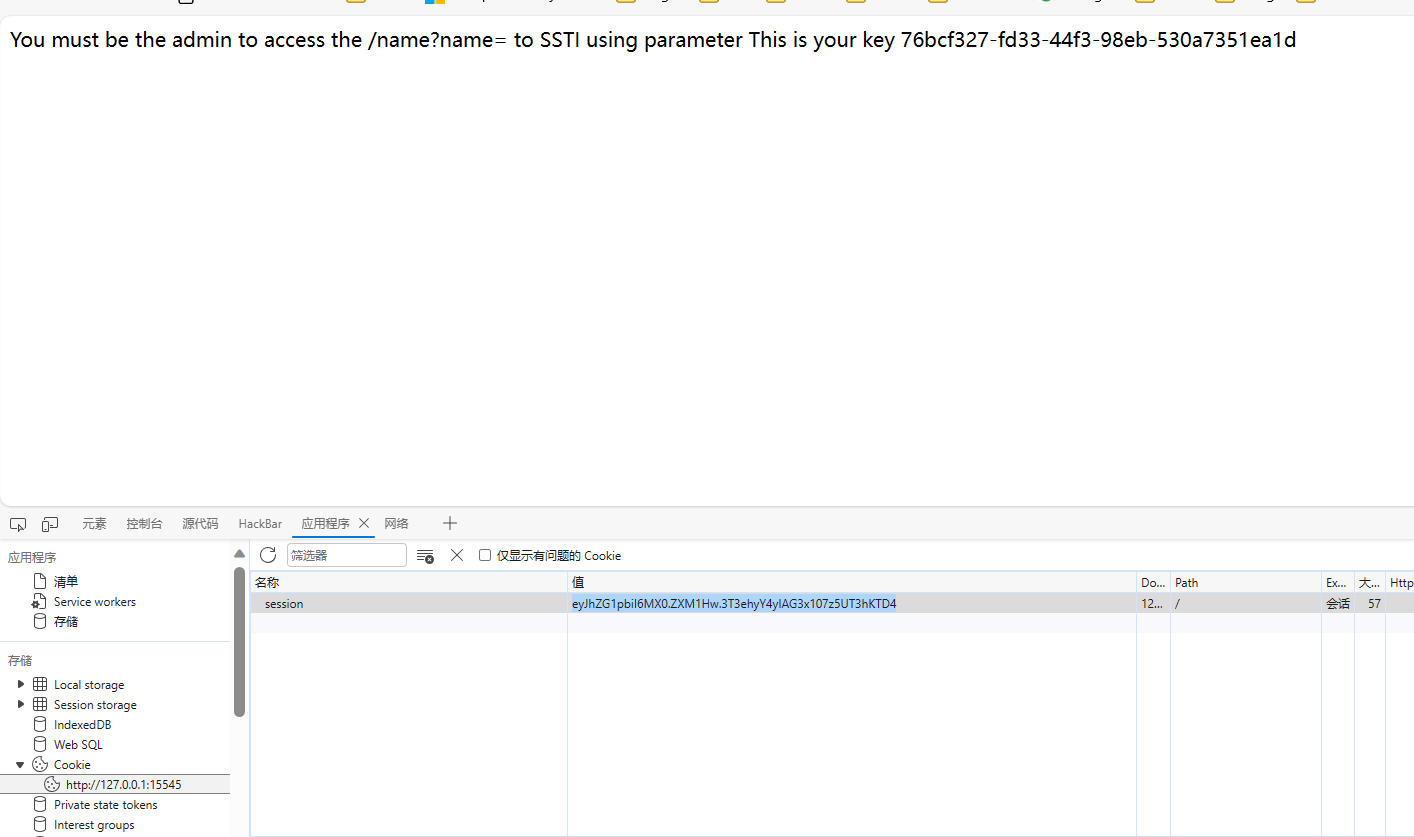 You must be the admin to access the /name?name= to SSTI using parameter This is your key 76bcf327-fd33-44f3-98eb-530a7351ea1d
元素 控制台 源代码 HackBar 应用程序 网络
应用程序
清单
Service workers
存储
存储
Local storage
Session storage
IndexedDB
Web SQL
Cookie
http://127.0.0.1:15545
Private state tokens
Interest groups
筛选器 仅显示有问题的 Cookie
名称 值 Do... Path Ex... 大... Http
session eyJhZG1pbiI6MX0.ZXM1Hw.3T3ehyY4yIAG3x107z5UT3hKTD4 12... / 会话 57